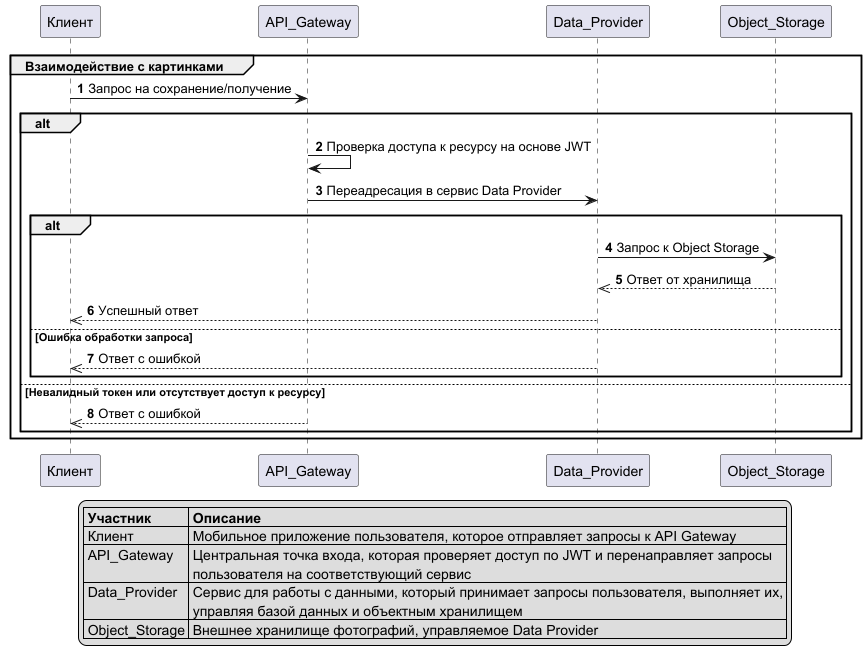 Клиент API_Gateway Data_Provider Object_Storage
Взаимодействие с картинками
1 Запрос на сохранение/получение
alt
2 Проверка доступа к ресурсу на основе JWT
3 Переадресация в сервис Data Provider
alt
4 Запрос к Object Storage
5 Ответ от хранилища
6 Успешный ответ
[Ошибка обработки запроса]
7 Ответ с ошибкой
[Невалидный токен или отсутствует доступ к ресурсу]
8 Ответ с ошибкой
Клиент API_Gateway Data_Provider Object_Storage
Участник Описание
Клиент Мобильное приложение пользователя, которое отправляет запросы к API Gateway
API_Gateway Центральная точка входа, которая проверяет доступ по JWT и перенаправляет запросы
пользователя на соответствующий сервис
Data_Provider Сервис для работы с данными, который принимает запросы пользователя, выполняет их,
управляя базой данных и объектным хранилищем
Object_Storage Внешнее хранилище фотографий, управляемое Data Provider